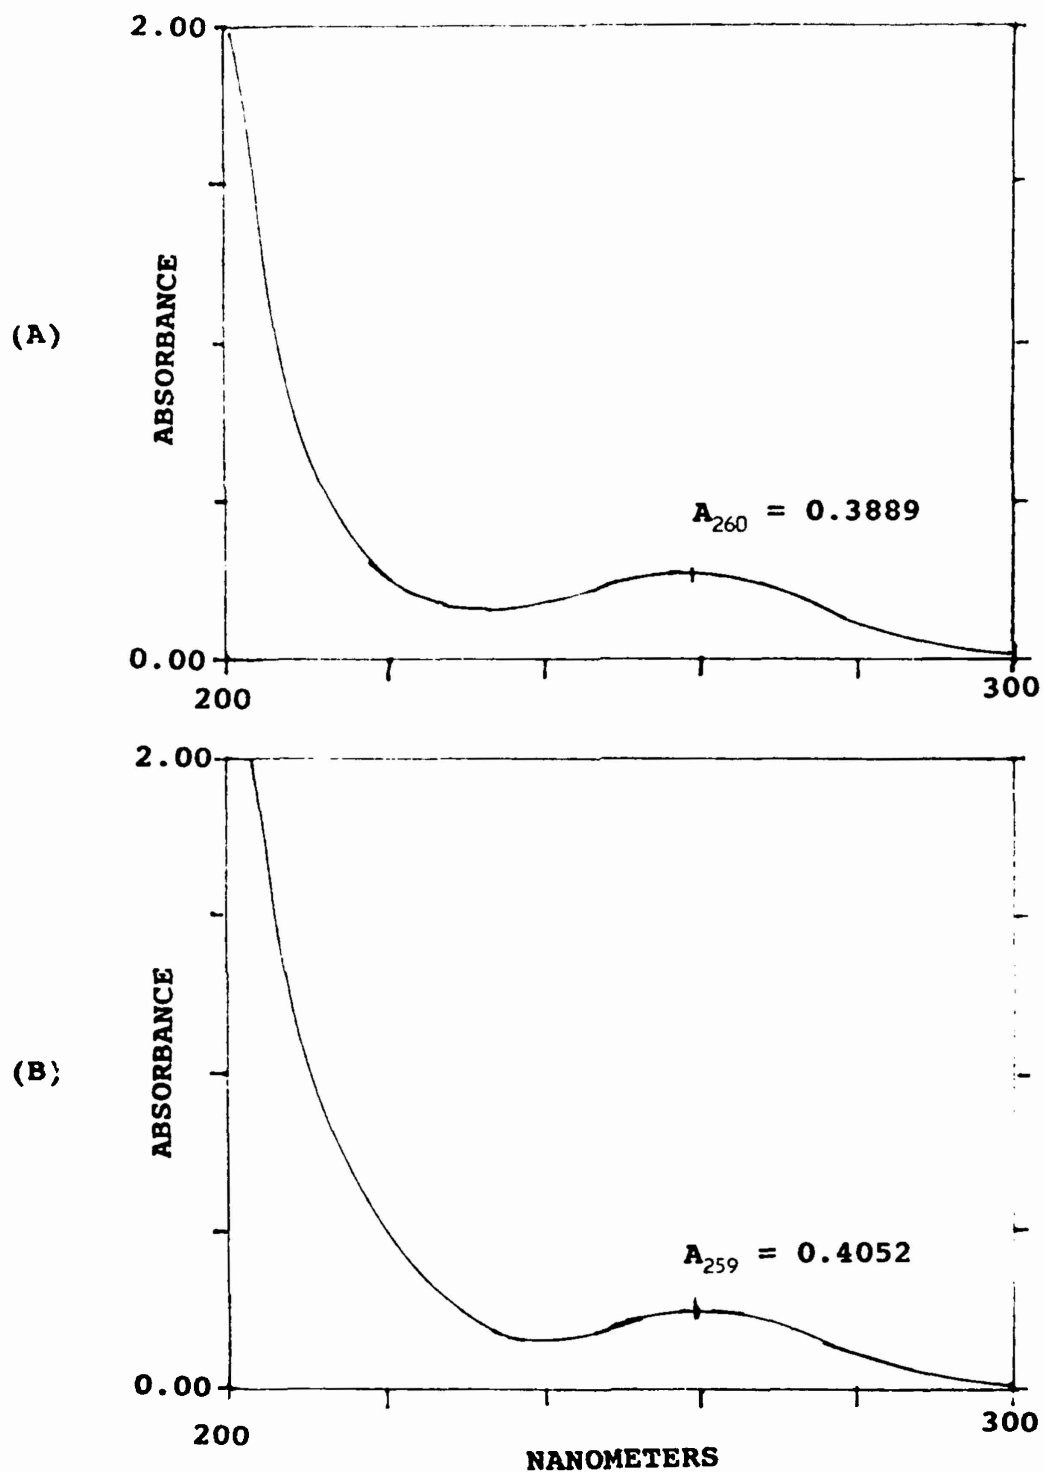 2.00
(A)
ABSORBANCE
A260 = 0.3889
0.00
200
300
2.00
(B)
ABSORBANCE
A259 = 0.4052
0.00
200
300
NANOMETERS